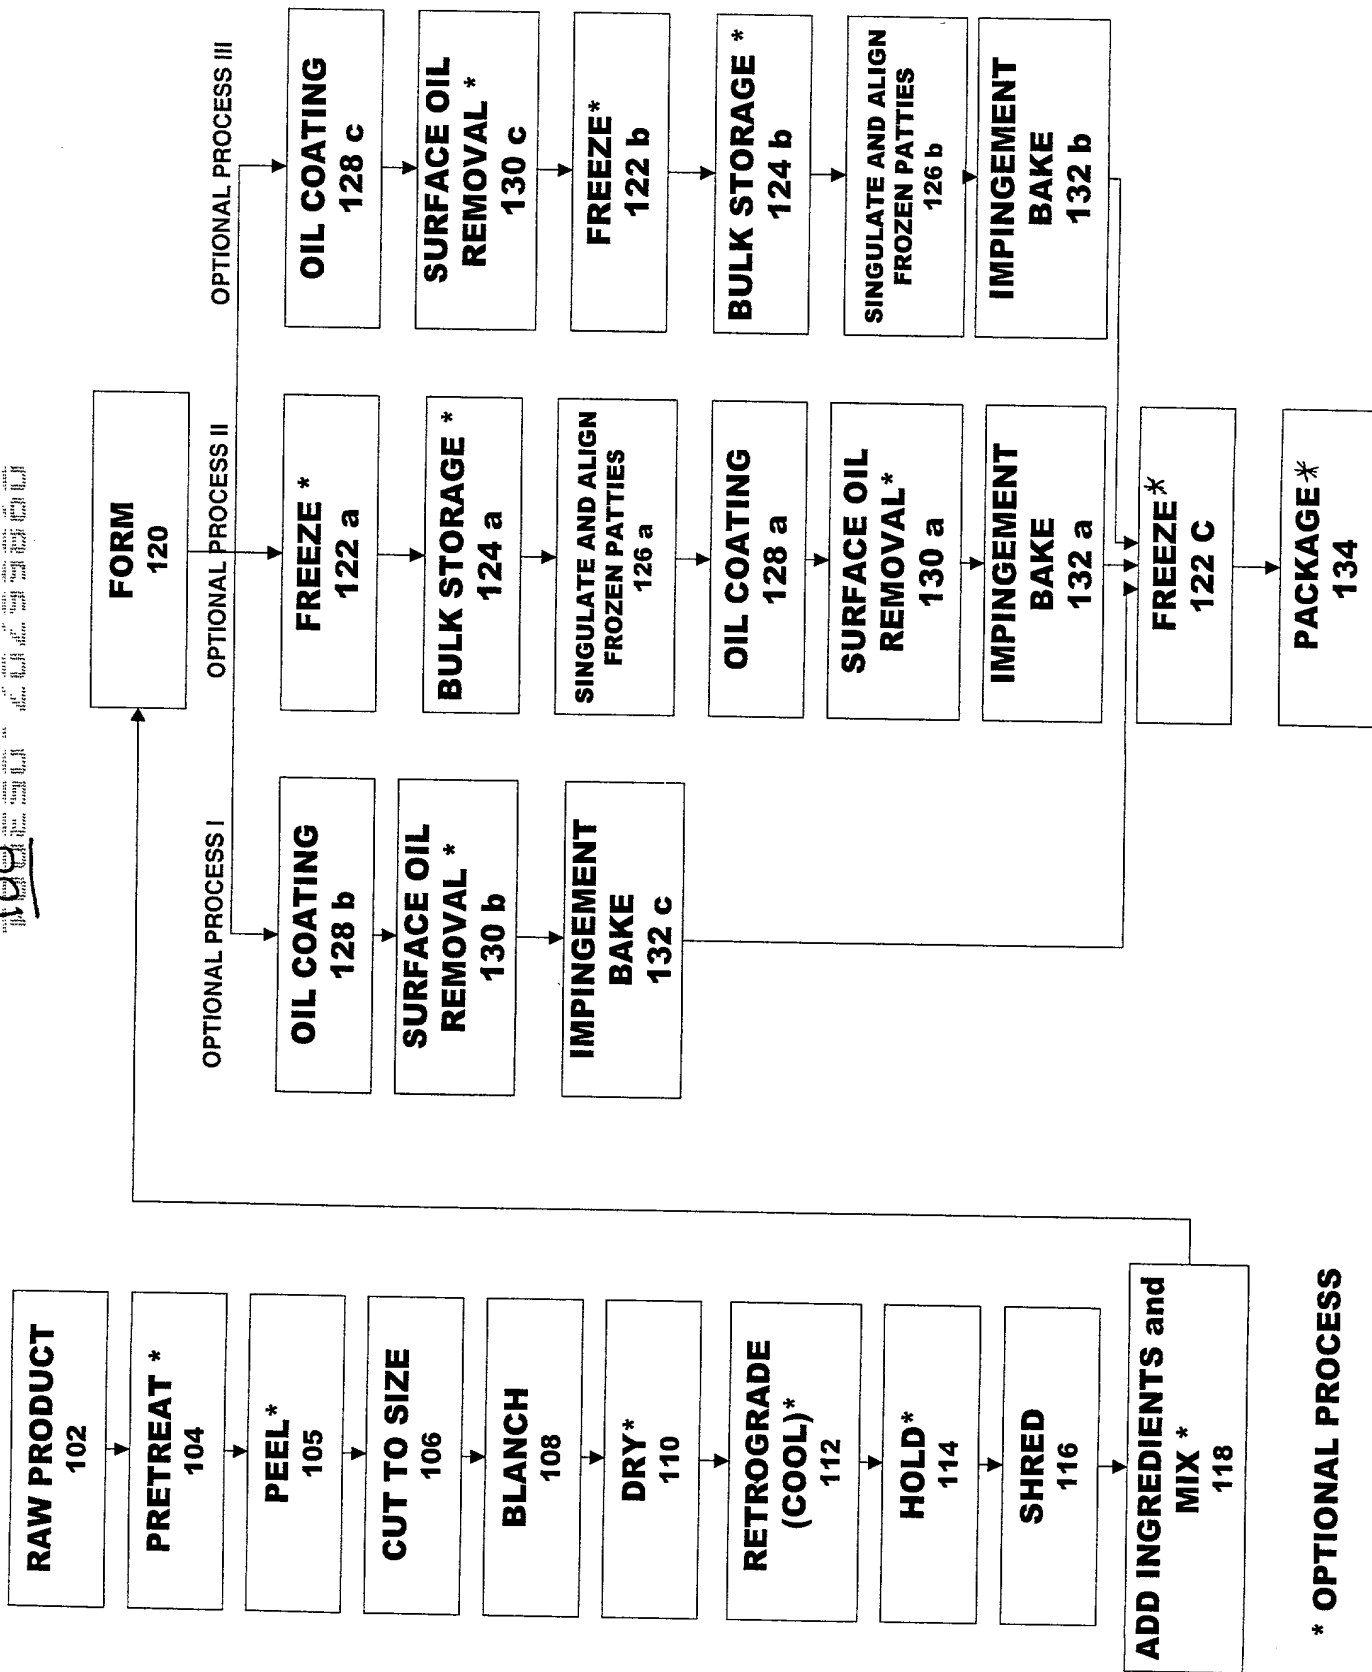 RAW PRODUCT
102
PRETREAT *
104
PEEL*
105
CUT TO SIZE
106
BLANCH
108
DRY*
110
RETROGRADE
(COOL)*
112
HOLD*
114
SHRED
116
ADD INGREDIENTS and
MIX *
118
* OPTIONAL PROCESS
FORM
120
OPTIONAL PROCESS I
OIL COATING
128 b
SURFACE OIL
REMOVAL *
130 b
IMPINGEMENT
BAKE
132 c
OPTIONAL PROCESS II
FREEZE *
122 a
BULK STORAGE *
124 a
SINGULATE AND ALIGN
FROZEN PATTIES
126 a
OIL COATING
128 a
SURFACE OIL
REMOVAL*
130 a
IMPINGEMENT
BAKE
132 a
OPTIONAL PROCESS III
OIL COATING
128 c
SURFACE OIL
REMOVAL *
130 c
FREEZE*
122 b
BULK STORAGE *
124 b
SINGULATE AND ALIGN
FROZEN PATTIES
126 b
IMPINGEMENT
BAKE
132 b
FREEZE*
122 C
PACKAGE*
134